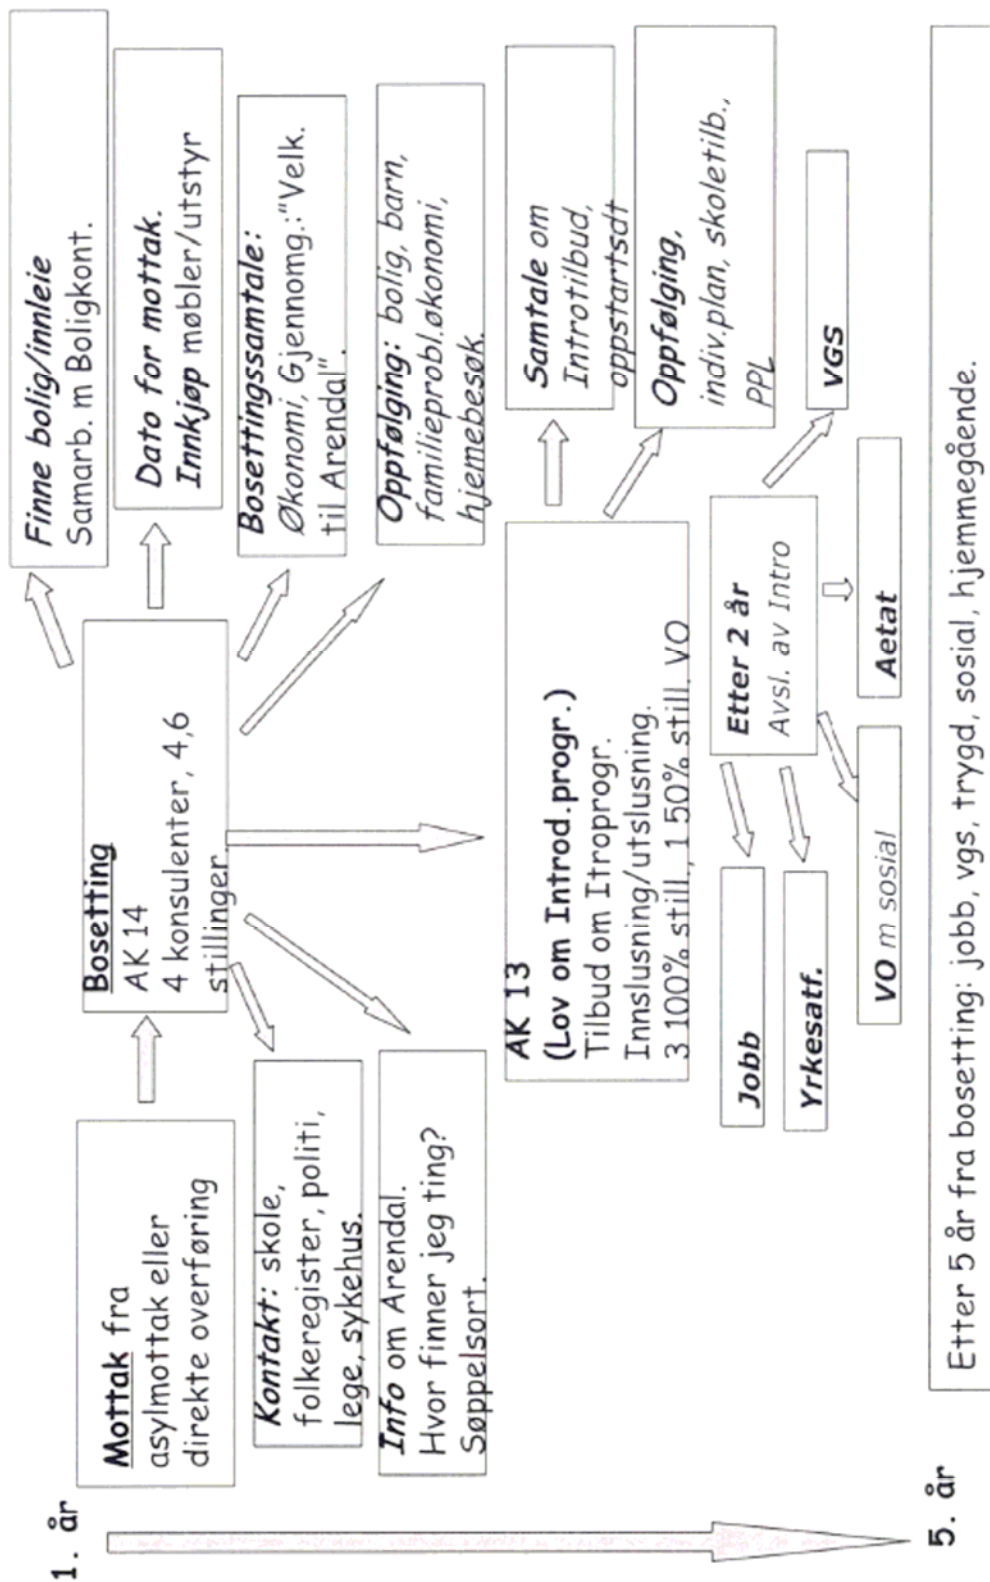 1. år
Mottak fra
asylmottak eller
direkte overføring
Bosetting
AK 14
4 konsulenter, 4,6
stillinger.
Finne bolig/innleie
Samarb. m Boligkont.
Dato for mottak.
Innkjøp møbler/utstyr
Bosettingssamtale:
Økonomi, Gjennomg.:"Velk.
til Arendal".
Oppfølging: bolig, barn,
familieprobl.økonomi,
hjemebesøk.
Kontakt: skole,
folkeregister, politi,
lege, sykehus.
Info om Arendal.
Hvor finner jeg ting?
Søppelsort.
AK 13
(Lov om Introd.progr.)
Tilbud om Itroprogr.
Innslusning/utslusning.
3 100% still., 1 50% still. VO
Samtale om
Introtilbud,
oppstartsdt
Oppfølging,
indiv.plan, skoletilb.,
PPL
Etter 2 år
Avsl. av Intro
Jobb
Yrkesatf.
VO m sosial
Aetat
VGS
5. år
Etter 5 år fra bosetting: jobb, vgs, trygd, sosial, hjemmegående.